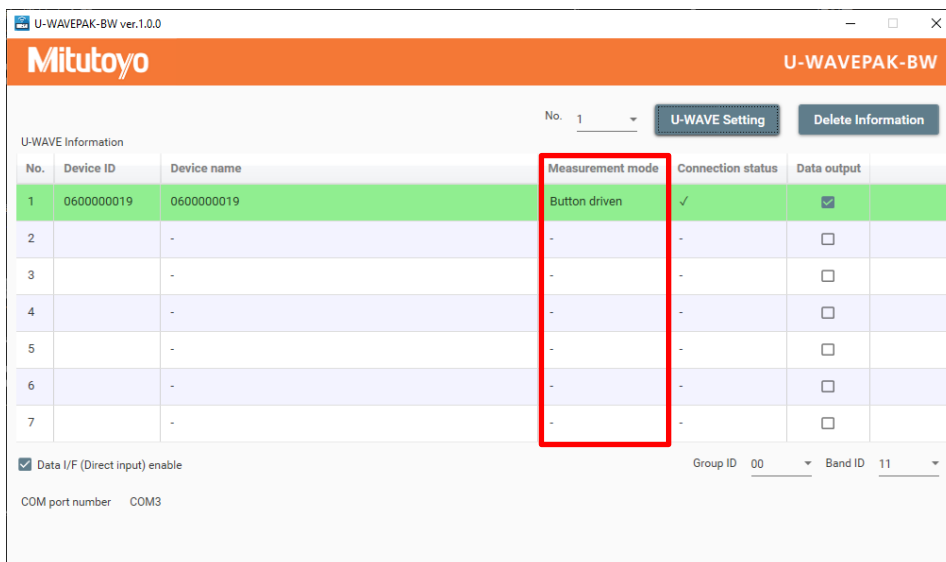 U-WAVEPAK-BW ver.1.0.0
Mitutoyo
U-WAVEPAK-BW
No. 1 U-WAVE Setting Delete Information
U-WAVE Information
No. Device ID Device name Measurement mode Connection status Data output
1 0600000019 0600000019 Button driven ✓
2 - - -
3 - - -
4 - - -
5 - - -
6 - - -
7 - - -
Data I/F (Direct input) enable Group ID 00 Band ID 11
COM port number COM3